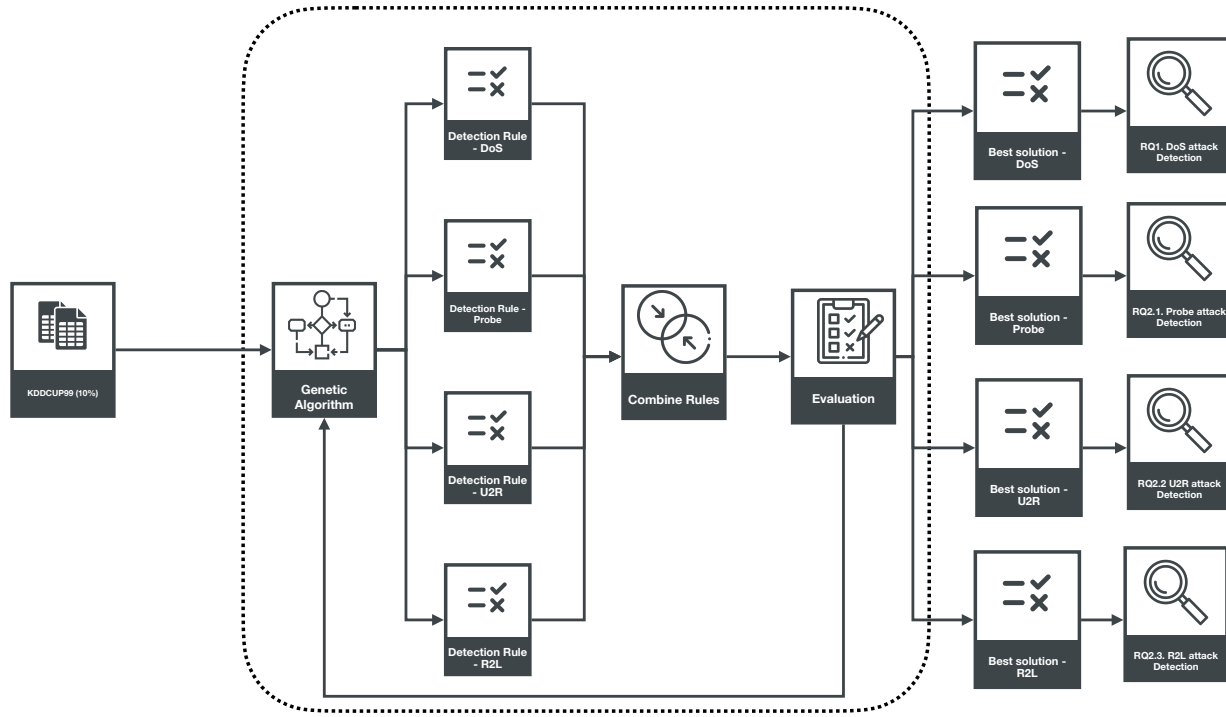 KDDCUP99 (10%)
Genetic
Algorithm
Detection Rule
- DoS
Detection Rule -
Probe
Detection Rule
- U2R
Detection Rule
- R2L
Combine Rules
Evaluation
Best solution -
DoS
Best solution -
Probe
Best solution -
U2R
Best solution -
R2L
RQ1. DoS attack
Detection
RQ2.1. Probe attack
Detection
RQ2.2 U2R attack
Detection
RQ2.3. R2L attack
Detection